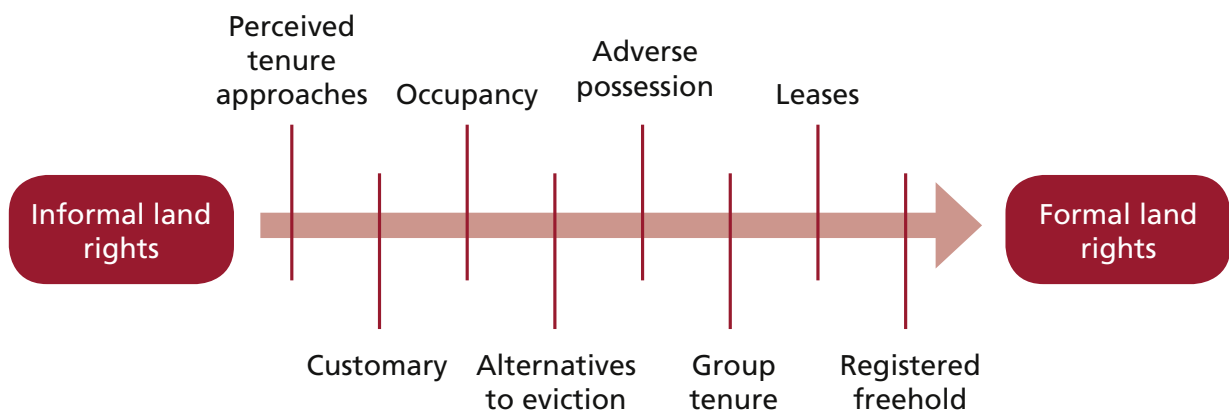 Perceived
tenure
approaches
Occupancy
Adverse
possession
Leases
Informal land
rights
Formal land
rights
Customary
Alternatives
to eviction
Group
tenure
Registered
freehold